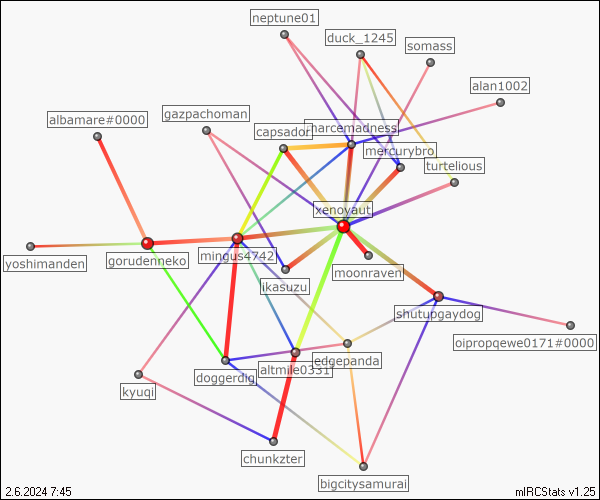 neptune01
duck_1245
somass
alan1002
gazpachoman
albamare#0000
capsador
harcemadness
mercurybro
turtelious
xenoyaut
yoshimanden
gorudenneko
mingus4742
moonraven
ikasuzu
shutupgaydog
oipropqewe0171#0000
edgepanda
altmile0331
doggerdig
kyuqi
chunkzter
bigcitysamurai
2.6.2024 7:45
mIRCStats v1.25